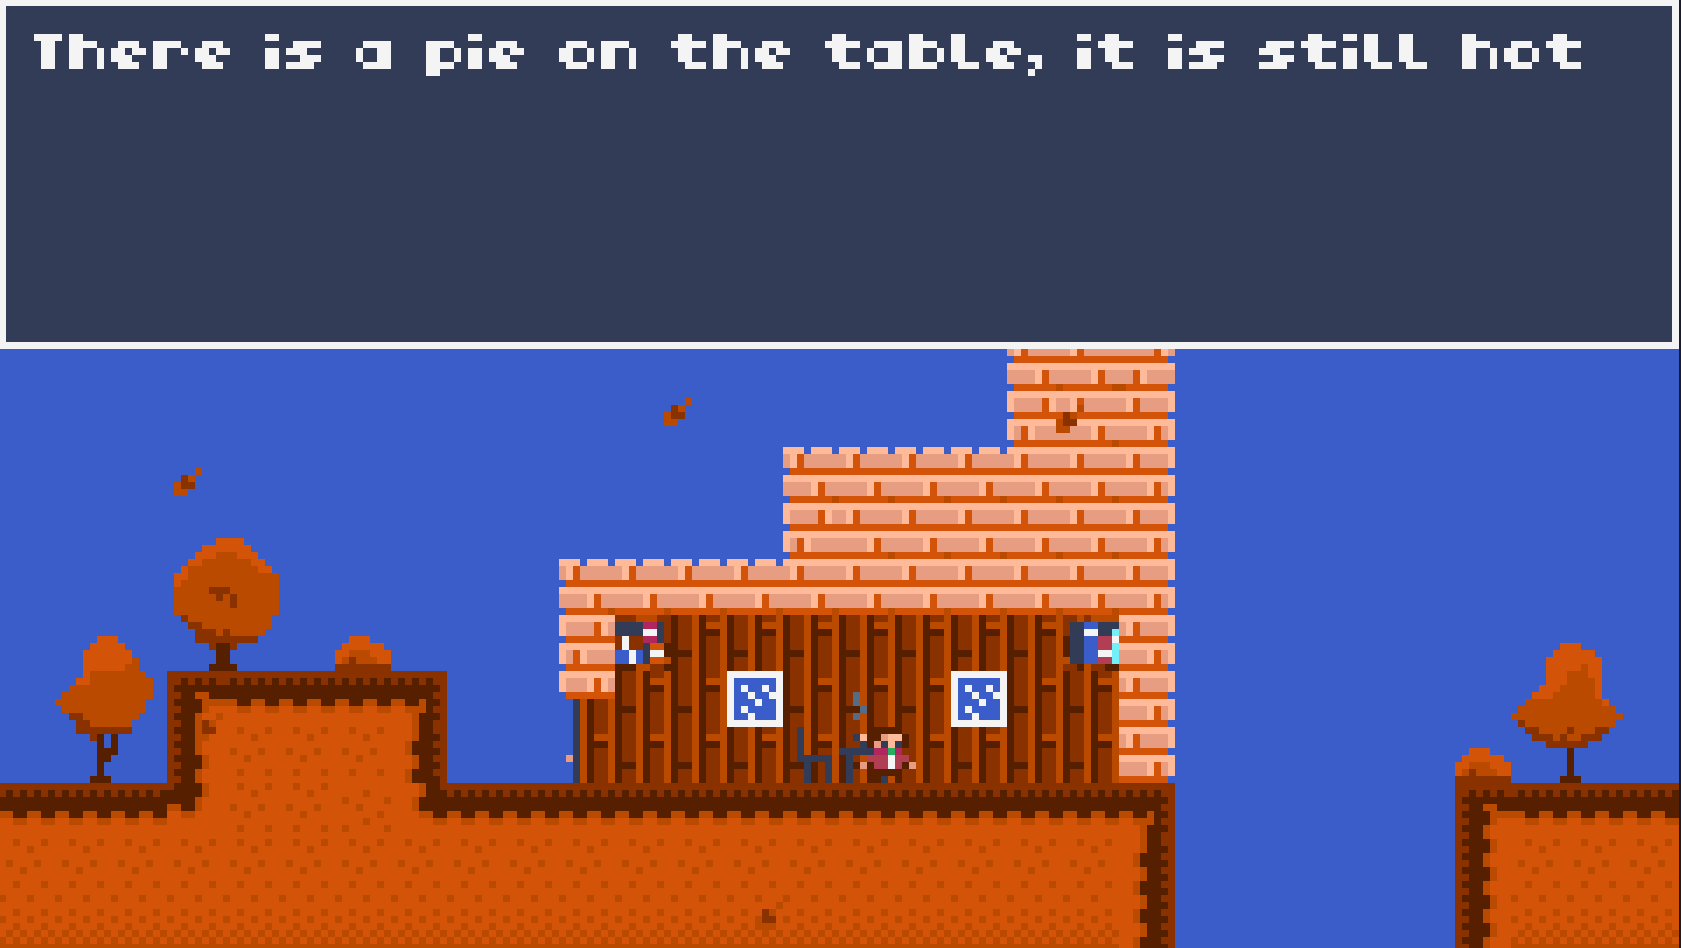 There is a pie on the table, it is still hot